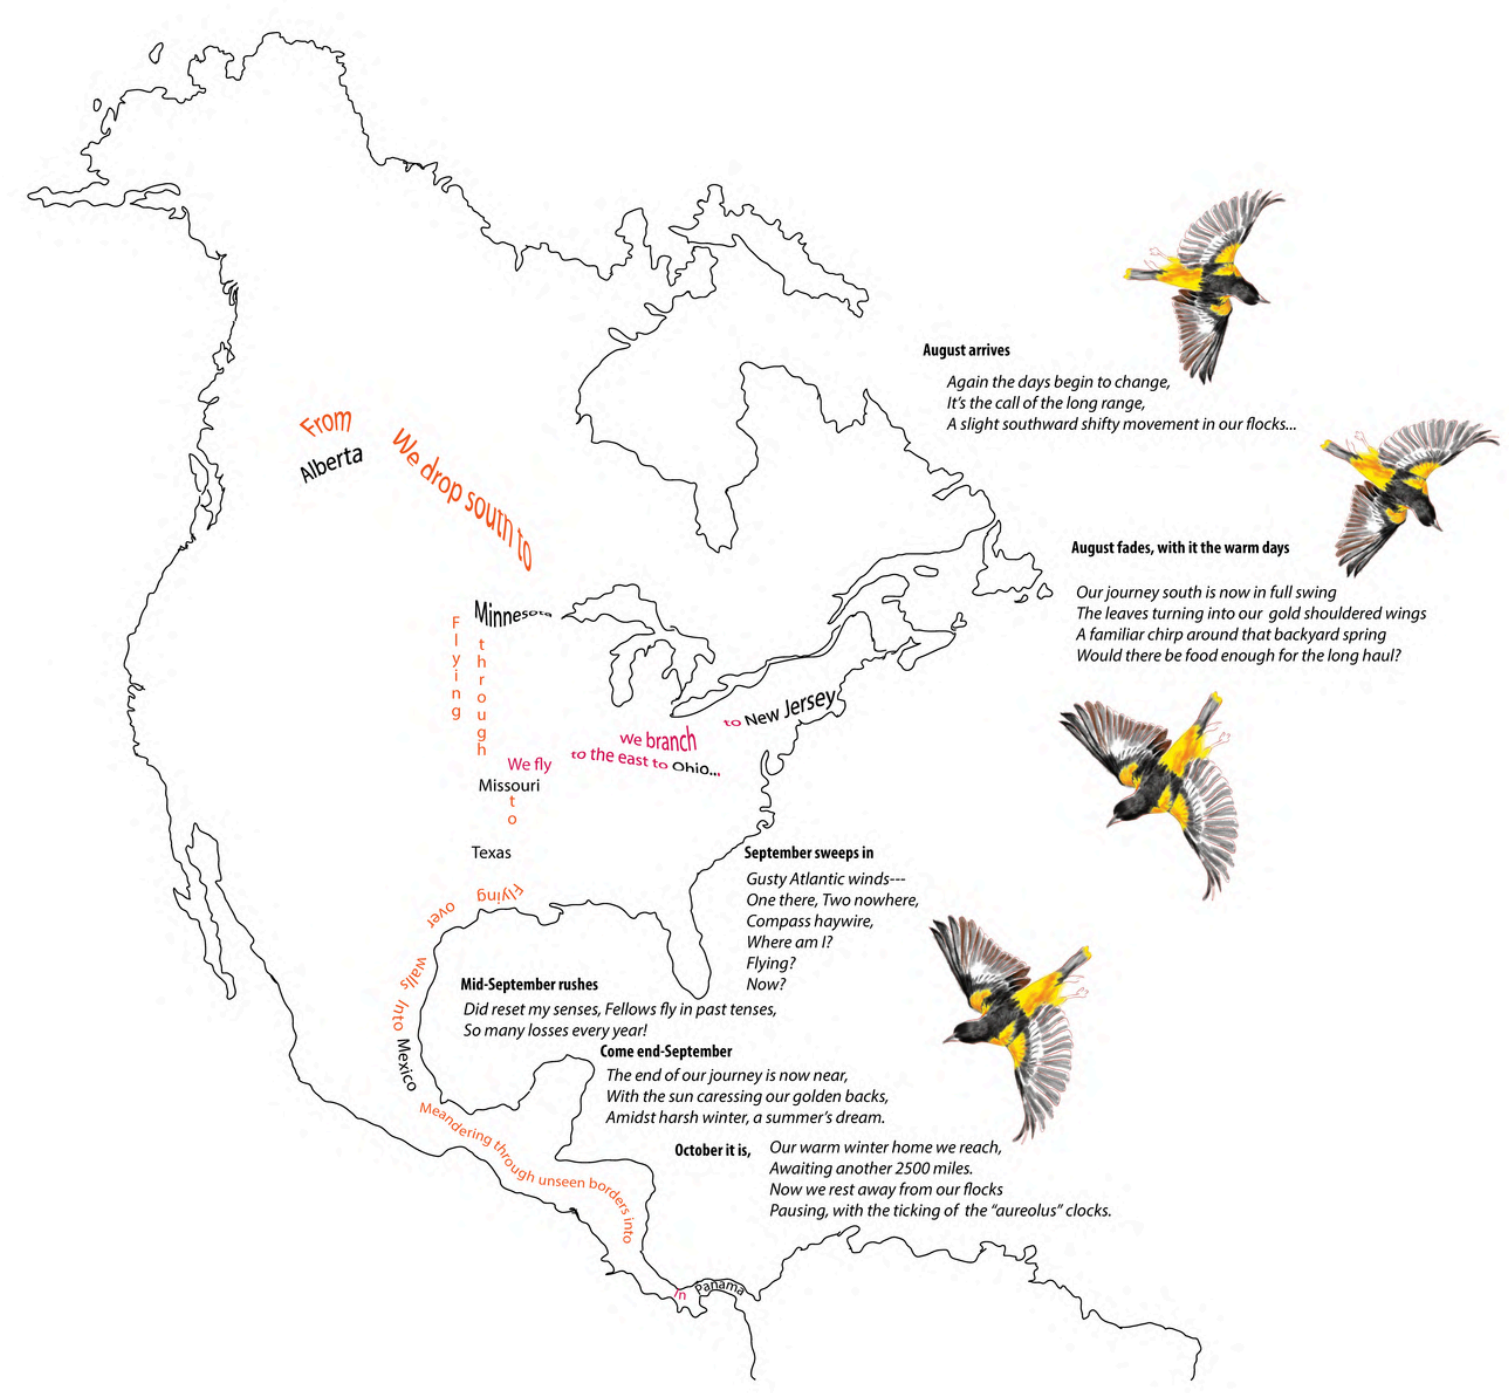 August arrives
Again the days begin to change,
It's the call of the long range,
A slight southward shifty movement in our flocks...
From
Alberta
We drop south to
August fades, with it the warm days
Our journey south is now in full swing
The leaves turning into our gold shouldered wings
A familiar chirp around that backyard spring
Would there be food enough for the long haul?
Minnesota
Flying
through
We fly
Missouri
to
Texas
we branch
to the east to Ohio...
to New Jersey
September sweeps in
Gusty Atlantic winds---
One there, Two nowhere,
Compass haywire,
Where am I?
Flying?
Now?
Flying
over
walls
Into
Mexico
Mid-September rushes
Did reset my senses, Fellows fly in past tenses,
So many losses every year!
Come end-September
The end of our journey is now near,
With the sun caressing our golden backs,
Amidst harsh winter, a summer's dream.
Meandering through unseen borders into
October it is,
Our warm winter home we reach,
Awaiting another 2500 miles.
Now we rest away from our flocks
Pausing, with the ticking of the "aureolus" clocks.
In
Panama